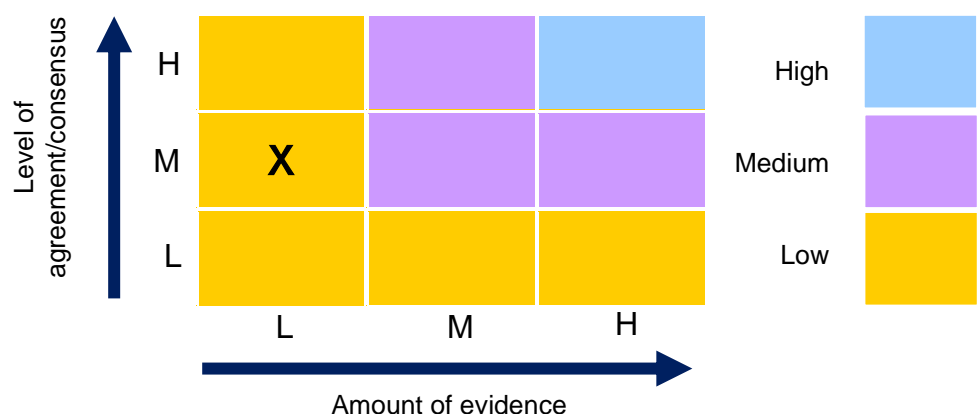 Level of
agreement/consensus
H
M
L
X
L
M
H
Amount of evidence
High
Medium
Low